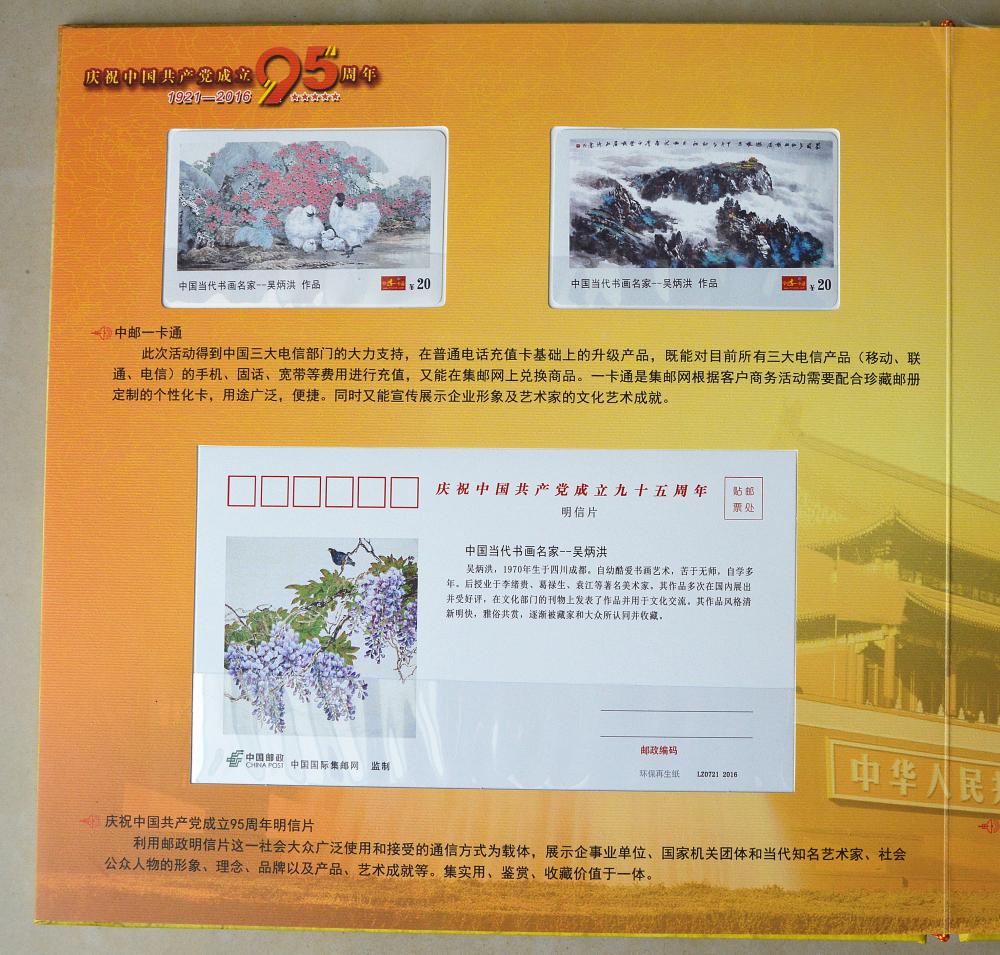 庆祝中国共产党成立95周年
1921—2016
中国当代书画名家--吴炳洪 作品
¥20
中国当代书画名家--吴炳洪 作品
¥20
中邮一卡通
此次活动得到中国三大电信部门的大力支持，在普通电话充值卡基础上的升级产品，既能对目前所有三大电信产品（移动、联
通、电信）的手机、固话、宽带等费用进行充值，又能在集邮网上兑换商品。一卡通是集邮网根据客户商务活动需要配合珍藏邮册
定制的个性化卡，用途广泛，便捷。同时又能宣传展示企业形象及艺术家的文化艺术成就。
庆祝中国共产党成立九十五周年
明信片
贴邮
票处
中国当代书画名家--吴炳洪
吴炳洪，1970年生于四川成都。自幼酷爱书画艺术，苦于无师，自学多
年。后授业于李绪贵、葛禄生、袁江等著名美术家。其作品多次在国内展出
并受好评，在文化部门的刊物上发表了作品并用于文化交流。其作品风格清
新明快，雅俗共赏，逐渐被藏家和大众所认同并收藏。
中国邮政
CHINA POST
中国国际集邮网 监制
邮政编码
环保再生纸 LZ0721 2016
中华人民
庆祝中国共产党成立95周年明信片
利用邮政明信片这一社会大众广泛使用和接受的通信方式为载体，展示企事业单位、国家机关团体和当代知名艺术家、社会
公众人物的形象、理念、品牌以及产品、艺术成就等。集实用、鉴赏、收藏价值于一体。